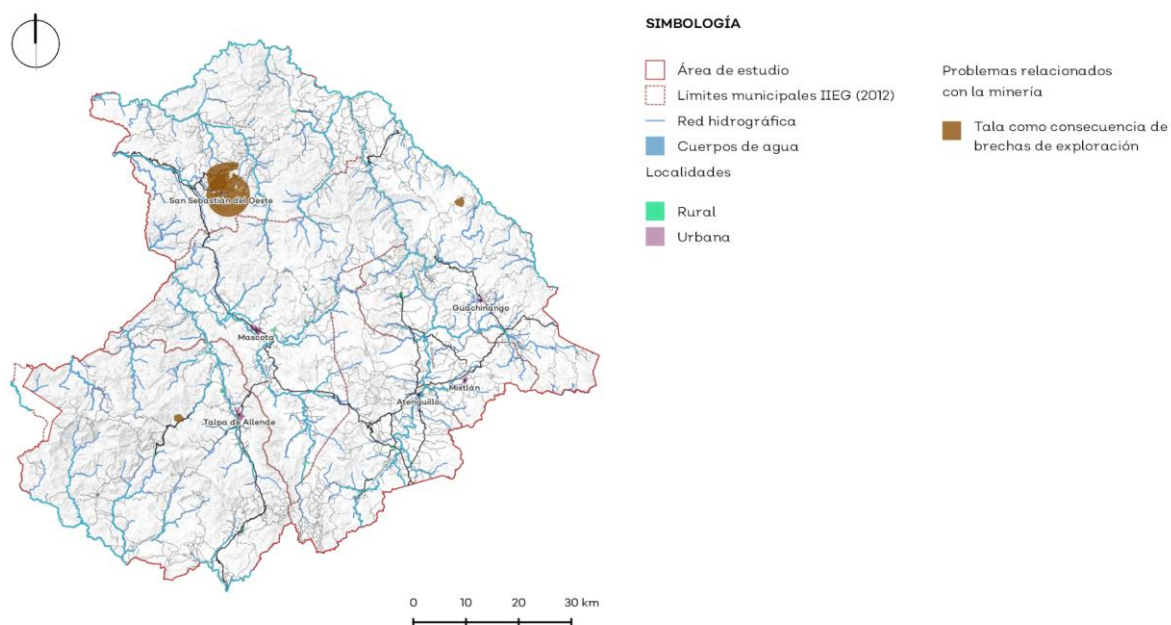 San Sebastián del Oeste
Guachinango
Mascota
Mixtlán
Atenguillo
Talpa de Allende
0 10 20 30 km
SIMBOLOGÍA
Área de estudio
Límites municipales IIEG (2012)
Red hidrográfica
Cuerpos de agua
Localidades
Rural
Urbana
Problemas relacionados
con la minería
Tala como consecuencia de
brechas de exploración